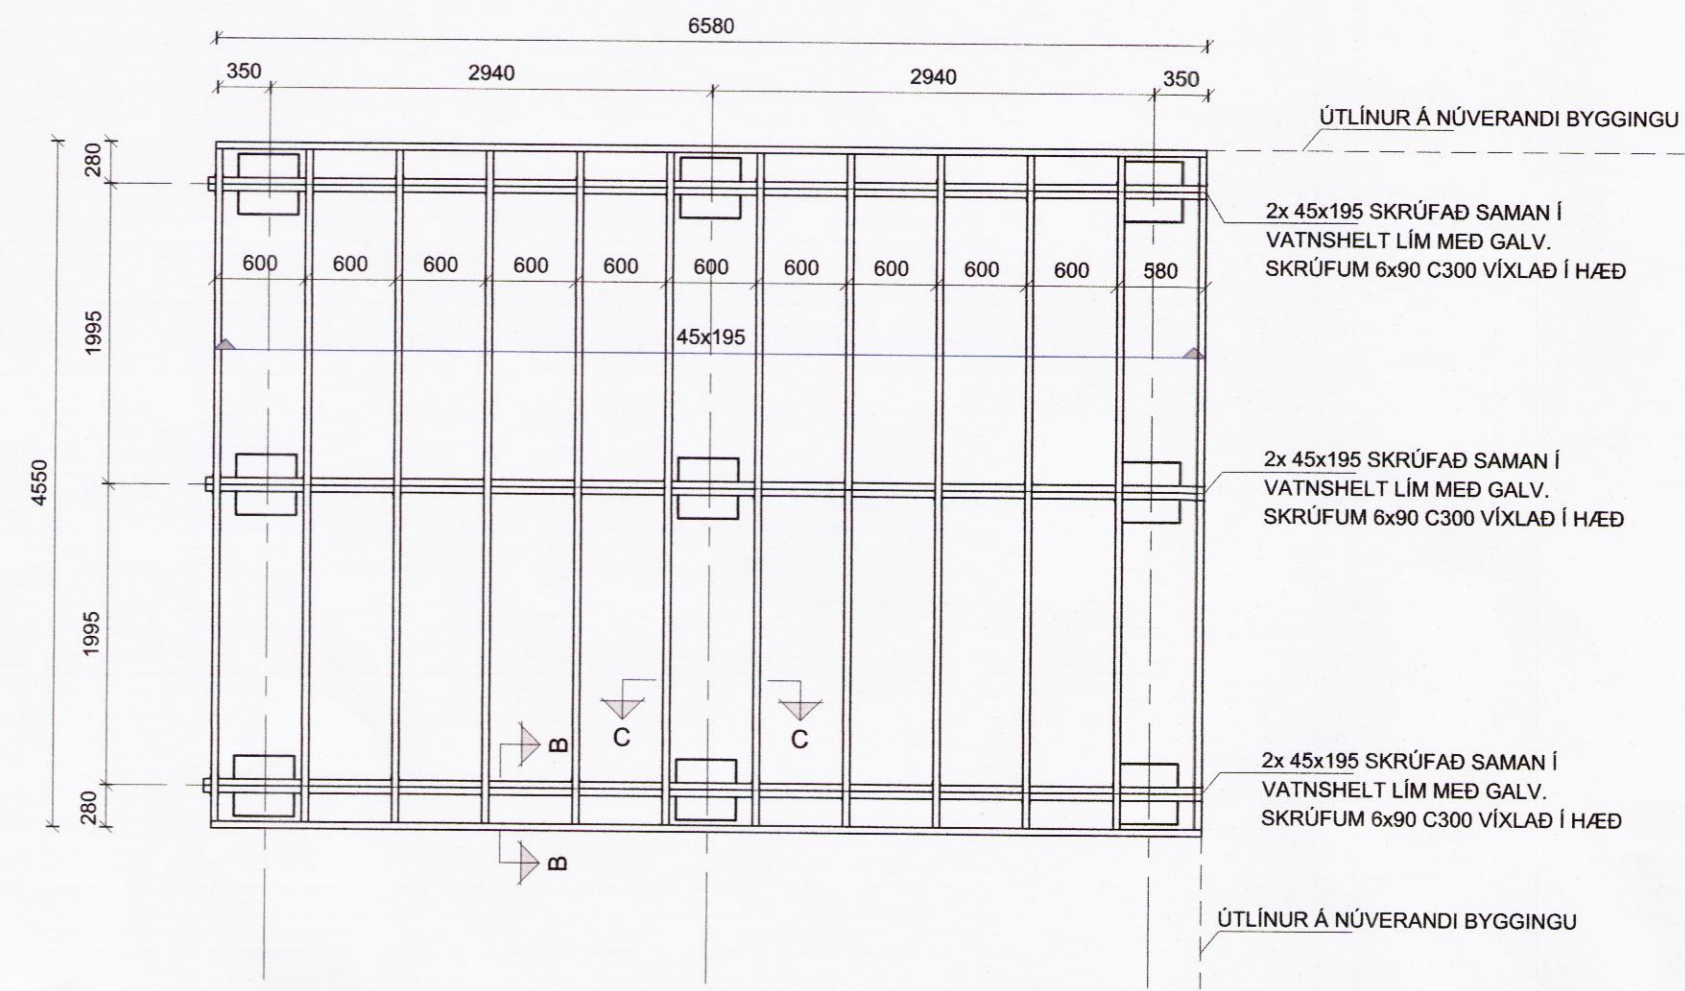 6580
350
2940
2940
350
ÚTLÍNUR Á NÚVERANDI BYGGINGU
280
2x 45x195 SKRÚFAÐ SAMAN Í
VATNSHELT LÍM MEÐ GALV.
SKRÚFUM 6x90 C300 VÍXLAÐ Í HÆÐ
600 600 600 600 600 600 600 600 600 600 580
1995
45x195
4550
2x 45x195 SKRÚFAÐ SAMAN Í
VATNSHELT LÍM MEÐ GALV.
SKRÚFUM 6x90 C300 VÍXLAÐ Í HÆÐ
1995
C
C
B
2x 45x195 SKRÚFAÐ SAMAN Í
VATNSHELT LÍM MEÐ GALV.
SKRÚFUM 6x90 C300 VÍXLAÐ Í HÆÐ
280
B
ÚTLÍNUR Á NÚVERANDI BYGGINGU